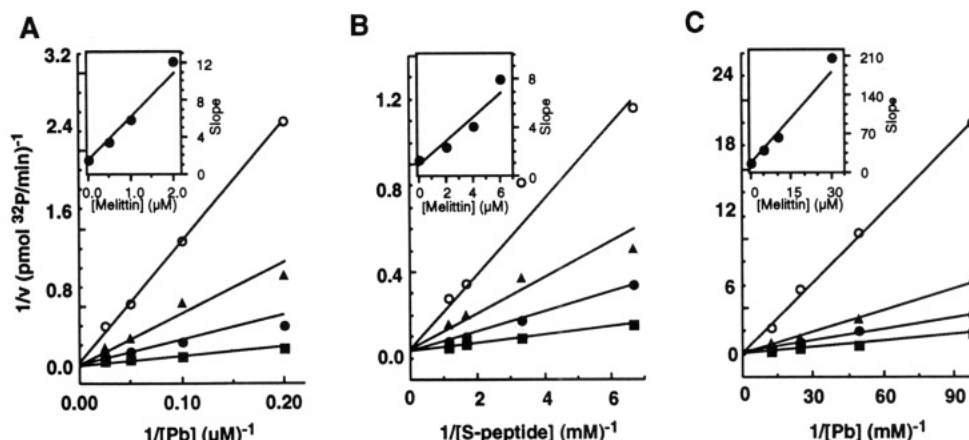 A
B
C
3.2
2.4
1.6
0.8
0.0
1/v (pmol 32P/min)-1
12
8
4
0
Slope
0.0 1.0 2.0
[Melittin] (µM)
0.00 0.10 0.20
1/[Pb] (µM)-1
1.2
0.8
0.4
0.0
8
4
0
Slope
0 2 4 6
[Melittin] (µM)
0 2 4 6
1/[S-peptide] (mM)-1
24
18
12
6
0
210
140
70
0
Slope
0 15 30
[Melittin] (µM)
0 30 60 90
1/[Pb] (mM)-1